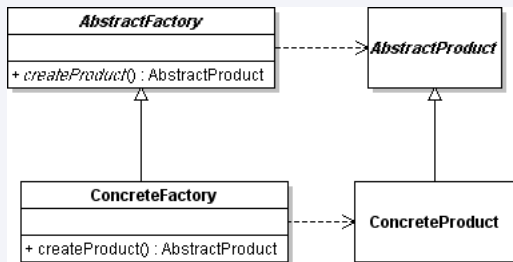 AbstractFactory
+ createProduct() : AbstractProduct
AbstractProduct
ConcreteFactory
+ createProduct() : AbstractProduct
ConcreteProduct